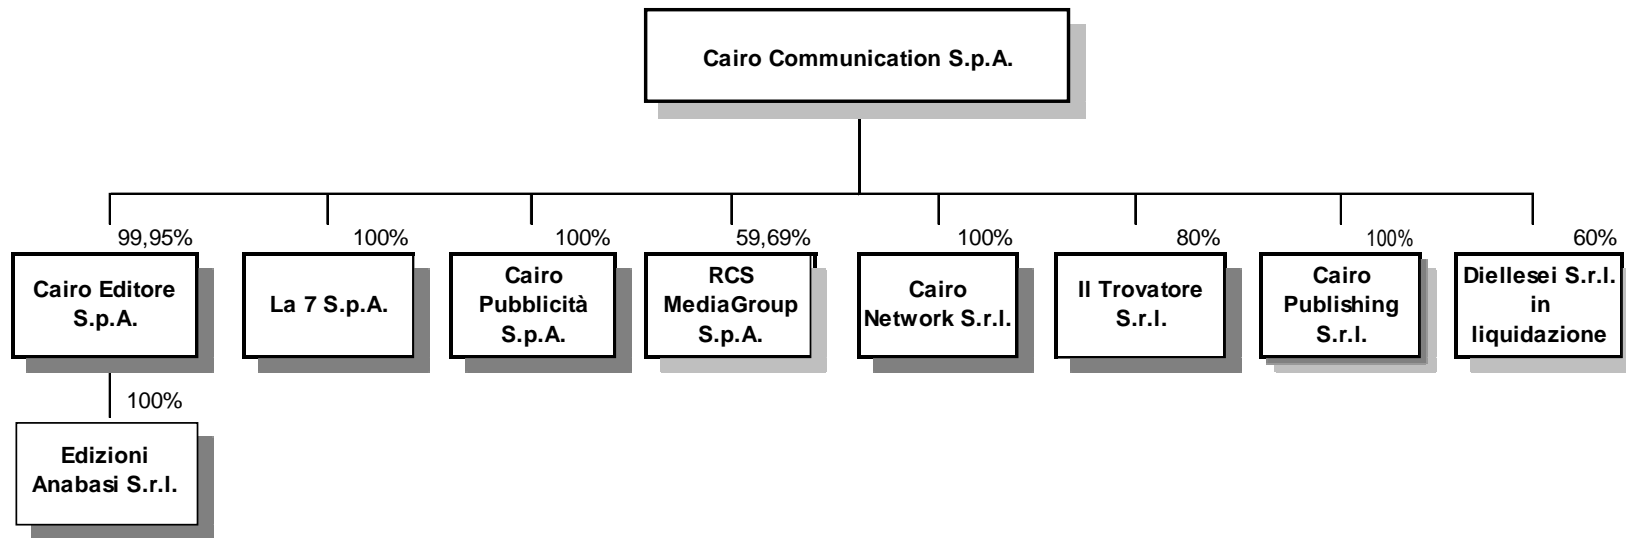 Cairo Communication S.p.A.
99,95%
100%
100%
59,69%
100%
80%
100%
60%
Cairo Editore
S.p.A.
La 7 S.p.A.
Cairo
Pubblicità
S.p.A.
RCS
MediaGroup
S.p.A.
Cairo
Network S.r.l.
Il Trovatore
S.r.l.
Cairo
Publishing
S.r.l.
Diellesei S.r.l.
in
liquidazione
100%
Edizioni
Anabasi S.r.l.